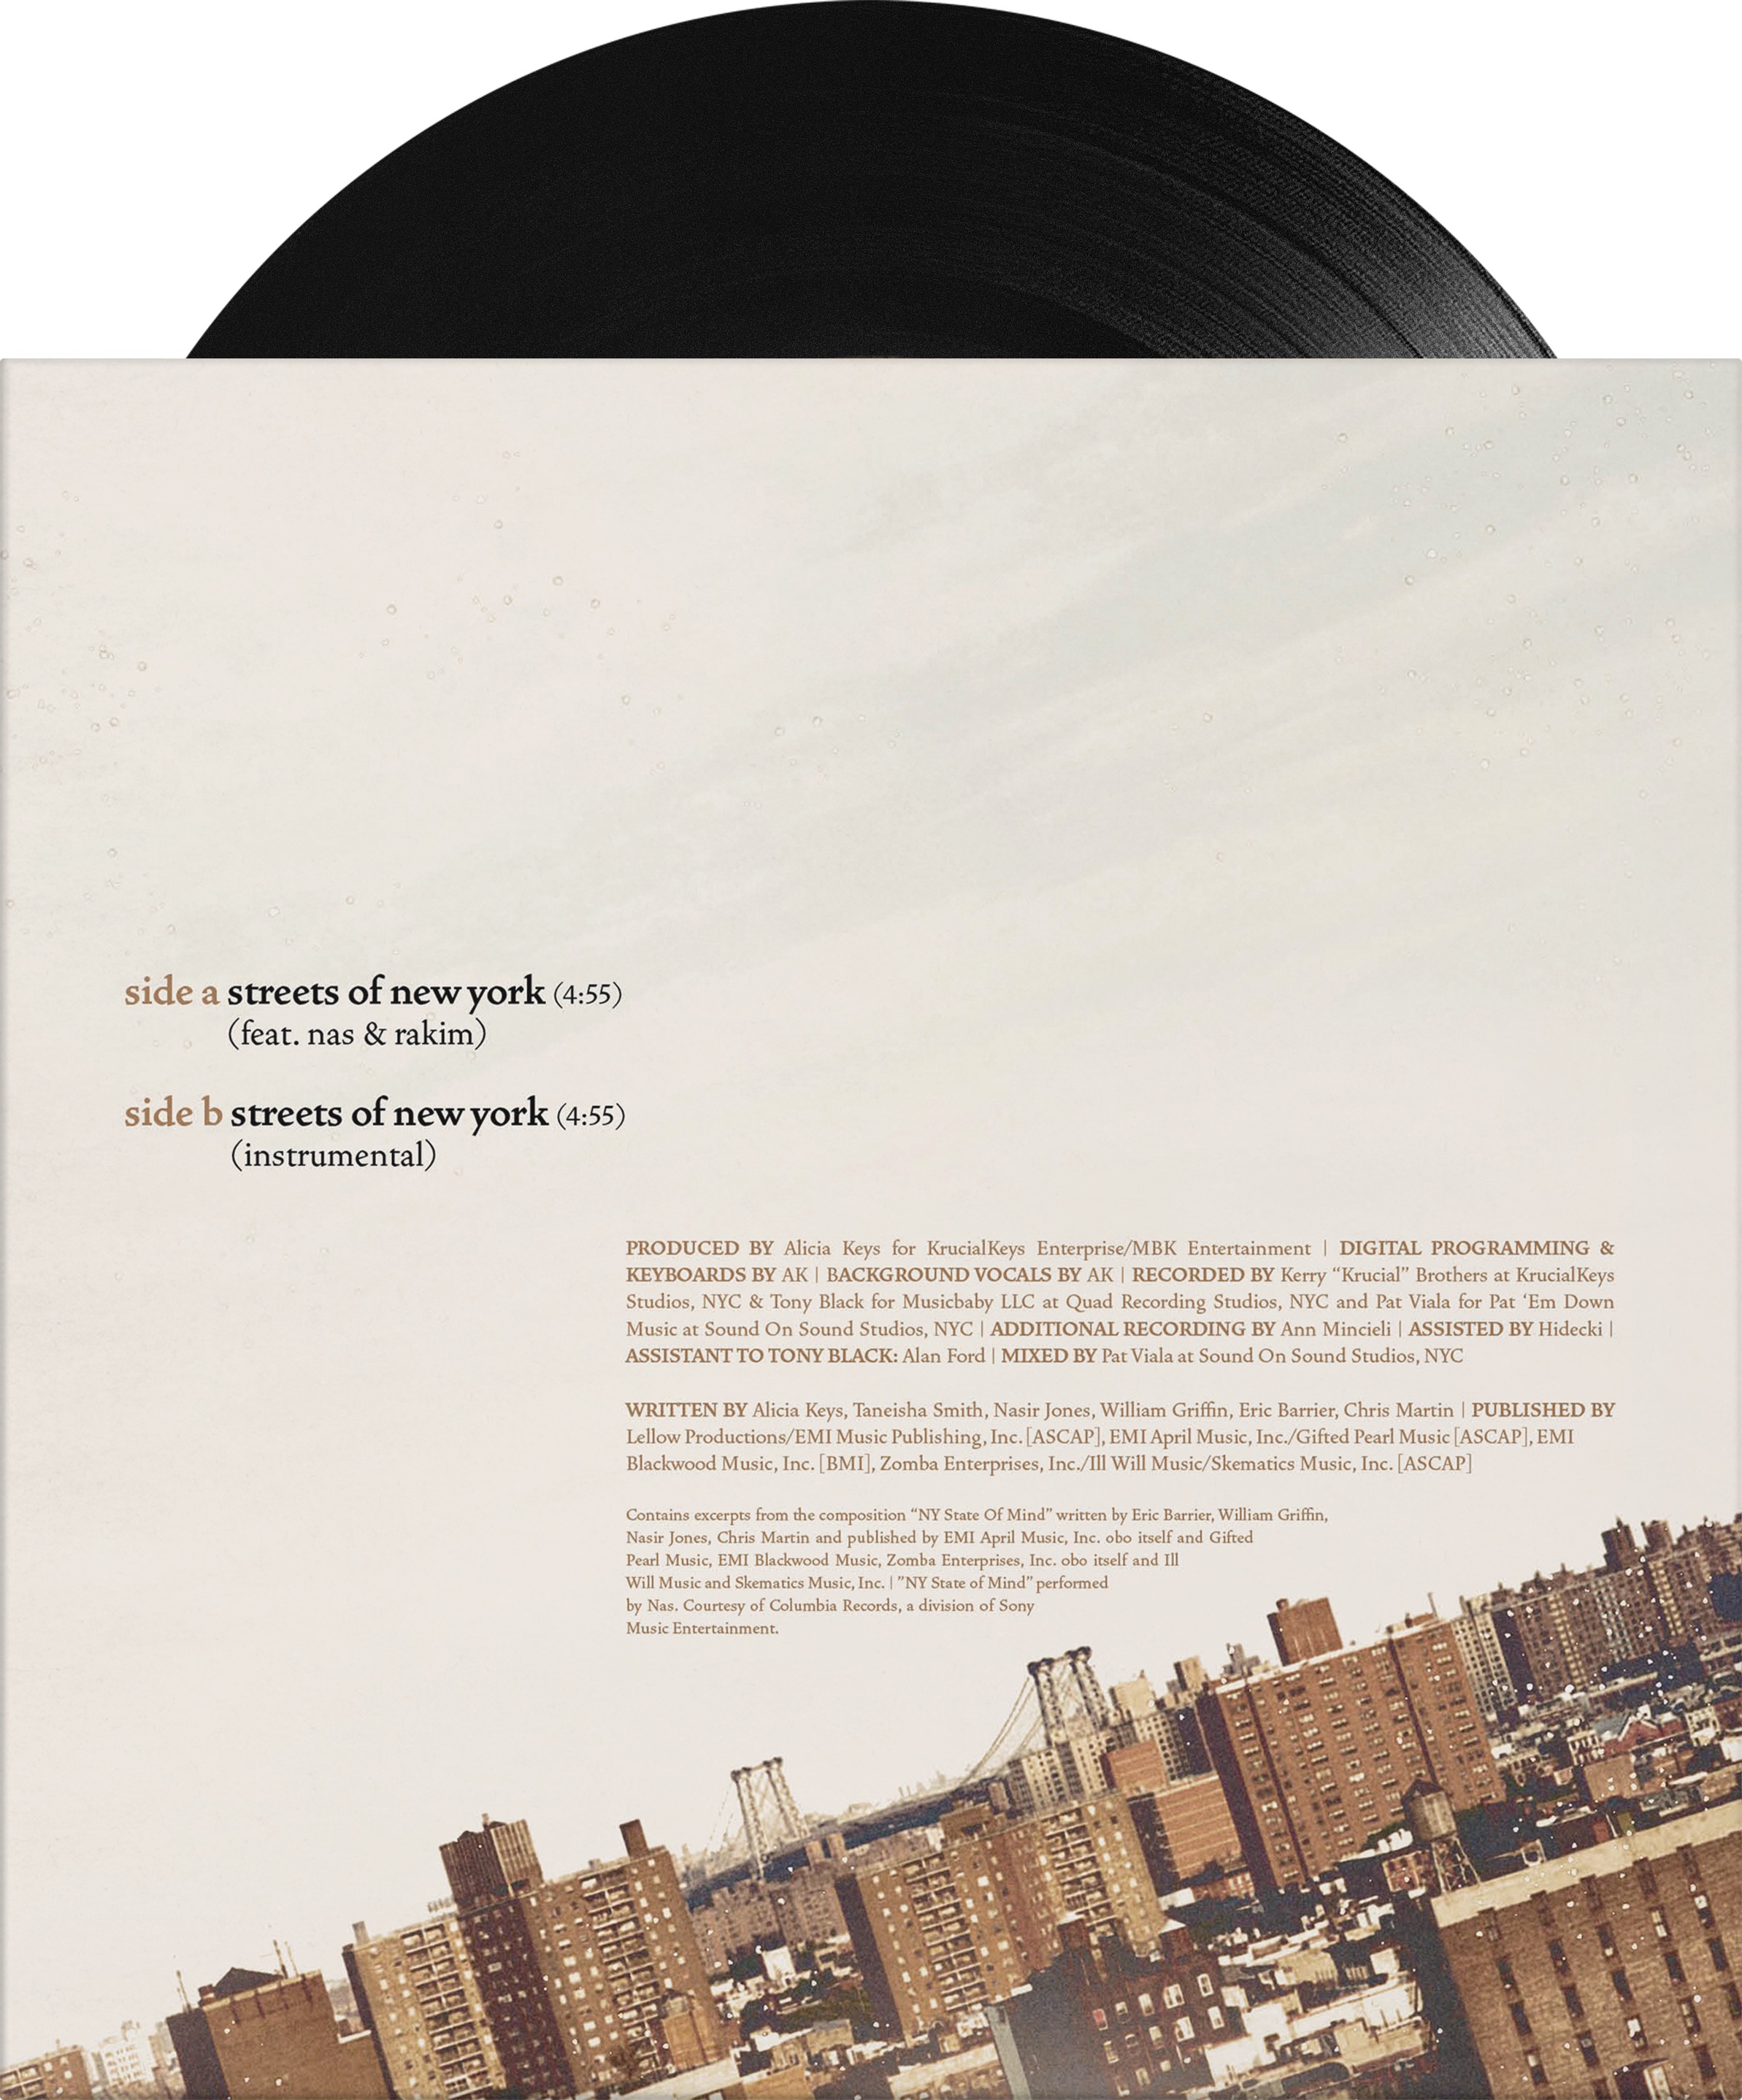 side a streets of new york (4:55)
(feat. nas & rakim)
side b streets of new york (4:55)
(instrumental)
PRODUCED BY Alicia Keys for KrucialKeys Enterprise/MBK Entertainment | DIGITAL PROGRAMMING &
KEYBOARDS BY AK | BACKGROUND VOCALS BY AK | RECORDED BY Kerry “Krucial” Brothers at KrucialKeys
Studios, NYC & Tony Black for Musicbaby LLC at Quad Recording Studios, NYC and Pat Viala for Pat ‘Em Down
Music at Sound On Sound Studios, NYC | ADDITIONAL RECORDING BY Ann Mincieli | ASSISTED BY Hidecki |
ASSISTANT TO TONY BLACK: Alan Ford | MIXED BY Pat Viala at Sound On Sound Studios, NYC
WRITTEN BY Alicia Keys, Taneisha Smith, Nasir Jones, William Griffin, Eric Barrier, Chris Martin | PUBLISHED BY
Lellow Productions/EMI Music Publishing, Inc. [ASCAP], EMI April Music, Inc./Gifted Pearl Music [ASCAP], EMI
Blackwood Music, Inc. [BMI], Zomba Enterprises, Inc./Ill Will Music/Skematics Music, Inc. [ASCAP]
Contains excerpts from the composition “NY State Of Mind” written by Eric Barrier, William Griffin,
Nasir Jones, Chris Martin and published by EMI April Music, Inc. obo itself and Gifted
Pearl Music, EMI Blackwood Music, Zomba Enterprises, Inc. obo itself and Ill
Will Music and Skematics Music, Inc. | ”NY State of Mind” performed
by Nas. Courtesy of Columbia Records, a division of Sony
Music Entertainment.